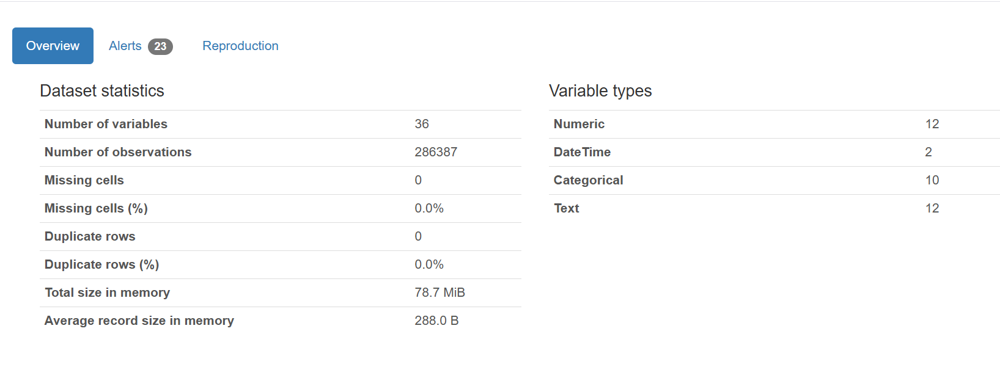 Overview Alerts 23 Reproduction
Dataset statistics
Number of variables 36
Number of observations 286387
Missing cells 0
Missing cells (%) 0.0%
Duplicate rows 0
Duplicate rows (%) 0.0%
Total size in memory 78.7 MiB
Average record size in memory 288.0 B
Variable types
Numeric 12
DateTime 2
Categorical 10
Text 12